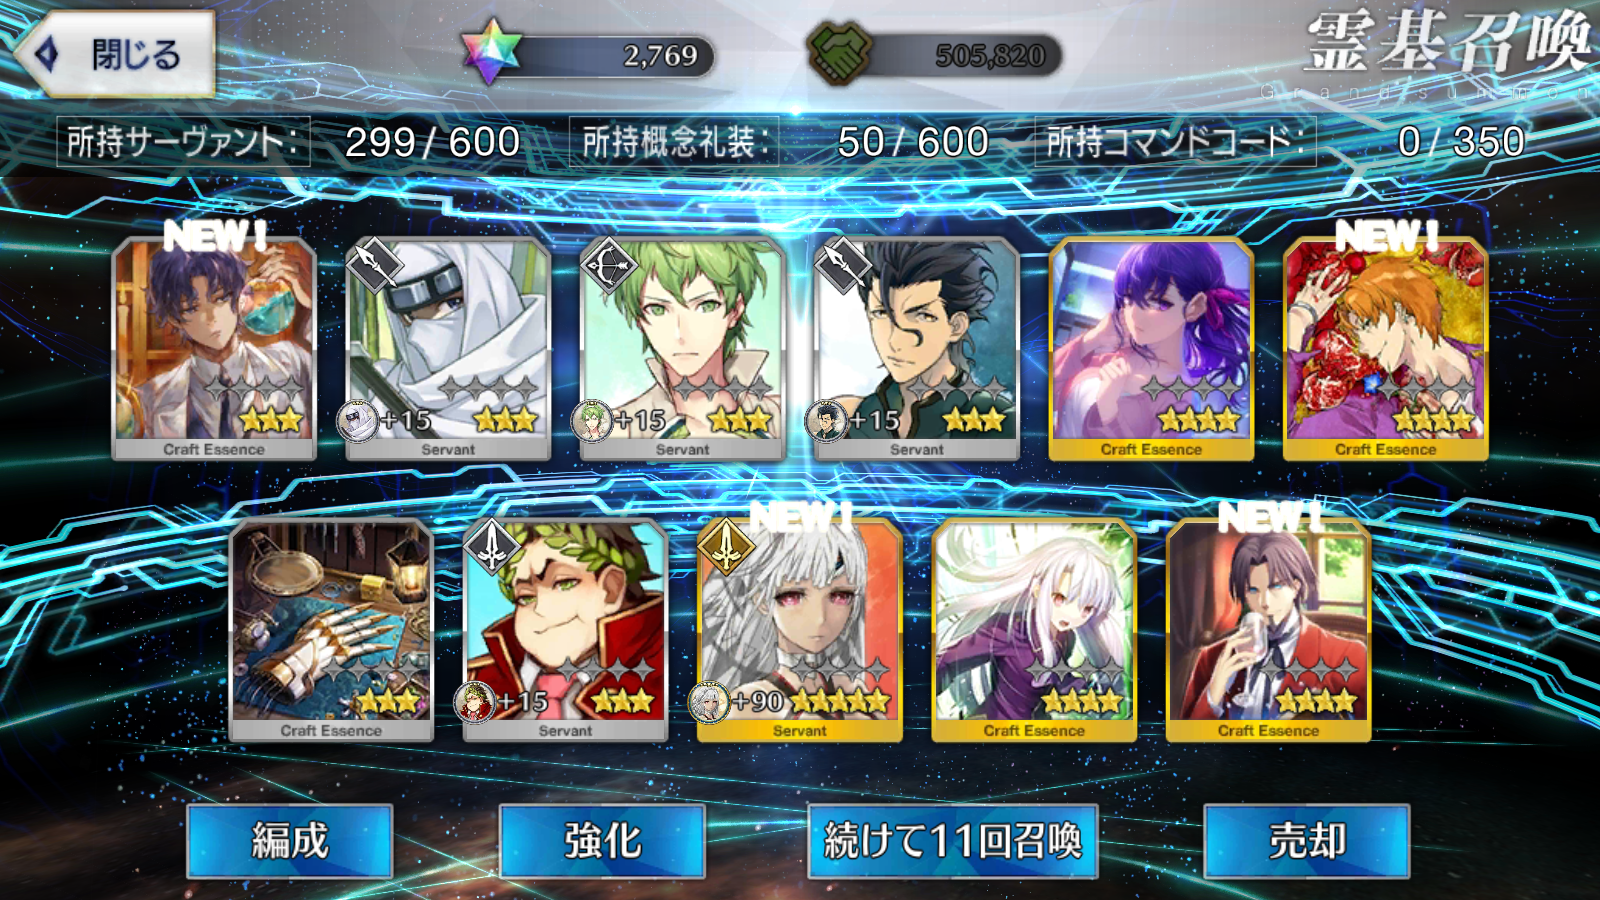 閉じる
2,769
505,820
霊基召喚
Grand summon
所持サーヴァント: 299 / 600
所持概念礼装: 50 / 600
所持コマンドコード: 0 / 350
NEW!
NEW!
+15
+15
+15
Craft Essence
Servant
Servant
Servant
Craft Essence
Craft Essence
NEW!
NEW!
+15
+90
Craft Essence
Servant
Servant
Craft Essence
Craft Essence
編成
強化
続けて11回召喚
売却